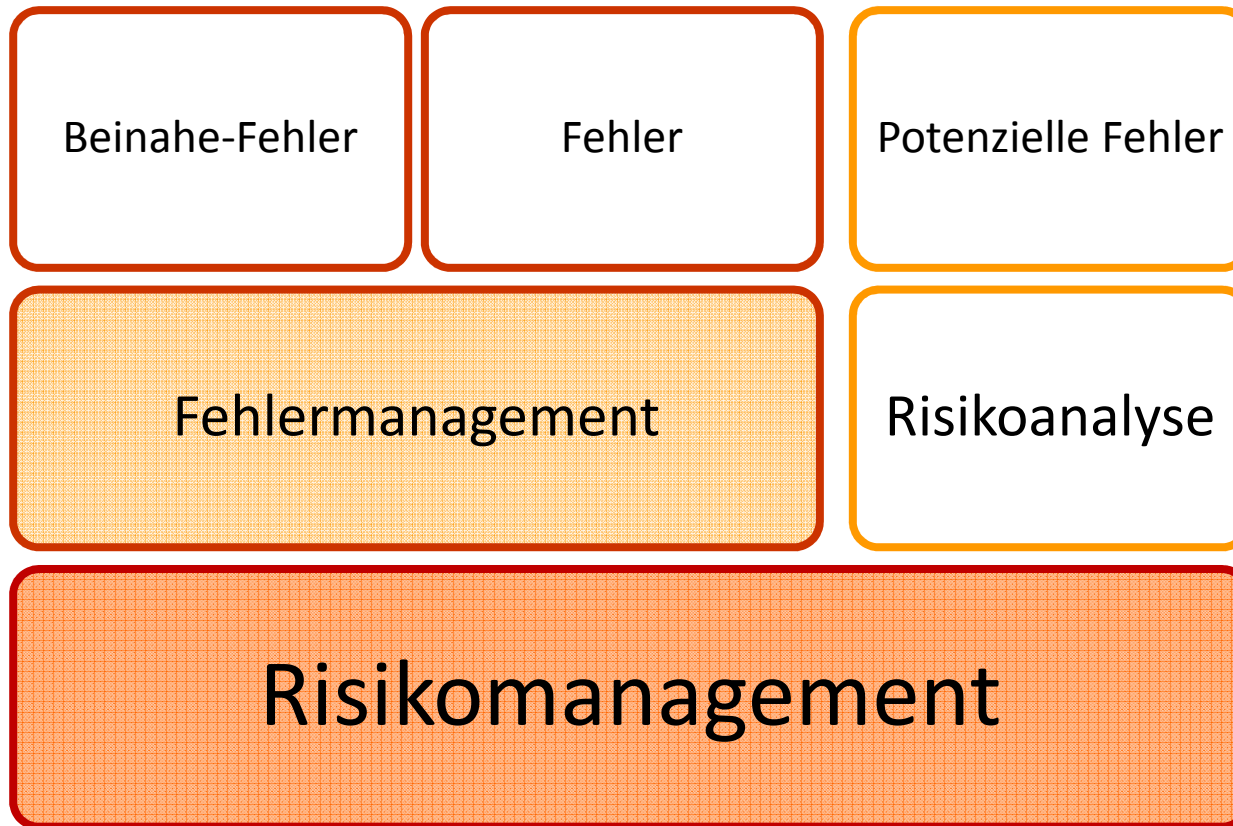 Beinahe-Fehler
Fehler
Potenzielle Fehler
Fehlermanagement
Risikoanalyse
Risikomanagement